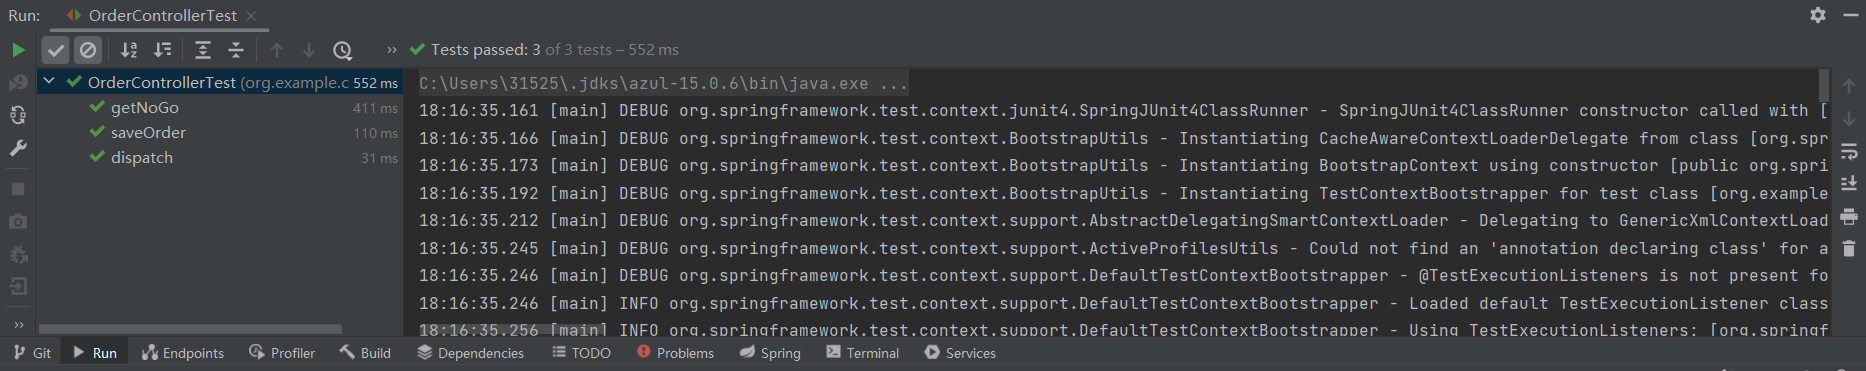 Run: OrderControllerTest
Tests passed: 3 of 3 tests – 552 ms
OrderControllerTest (org.example.c 552 ms
getNoGo 411 ms
saveOrder 110 ms
dispatch 31 ms
C:\Users\31525\.jdks\azul-15.0.6\bin\java.exe ...
18:16:35.161 [main] DEBUG org.springframework.test.context.junit4.SpringJUnit4ClassRunner - SpringJUnit4ClassRunner constructor called with [
18:16:35.166 [main] DEBUG org.springframework.test.context.BootstrapUtils - Instantiating CacheAwareContextLoaderDelegate from class [org.spr
18:16:35.173 [main] DEBUG org.springframework.test.context.BootstrapUtils - Instantiating BootstrapContext using constructor [public org.spri
18:16:35.192 [main] DEBUG org.springframework.test.context.BootstrapUtils - Instantiating TestContextBootstrapper for test class [org.example
18:16:35.212 [main] DEBUG org.springframework.test.context.support.AbstractDelegatingSmartContextLoader - Delegating to GenericXmlContextLoad
18:16:35.245 [main] DEBUG org.springframework.test.context.support.ActiveProfilesUtils - Could not find an 'annotation declaring class' for a
18:16:35.246 [main] DEBUG org.springframework.test.context.support.DefaultTestContextBootstrapper - @TestExecutionListeners is not present fo
18:16:35.246 [main] INFO org.springframework.test.context.support.DefaultTestContextBootstrapper - Loaded default TestExecutionListener class
18:16:35.256 [main] INFO org.springframework.test.context.support.DefaultTestContextBootstrapper - Using TestExecutionListeners: [org.springf
Git Run Endpoints Profiler Build Dependencies TODO Problems Spring Terminal Services